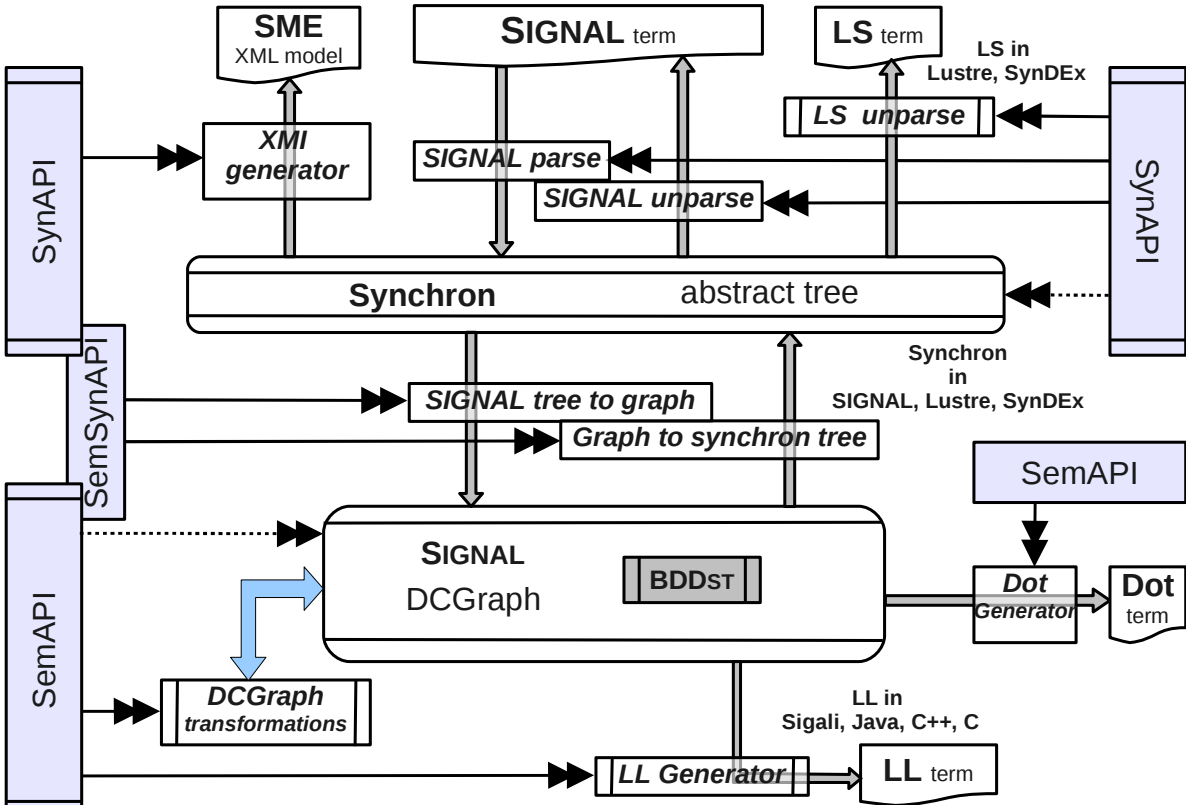 SME
XML model
SIGNAL term
LS term
LS in
Lustre, SynDEx
LS unparse
XMI
generator
SIGNAL parse
SIGNAL unparse
SynAPI
SynAPI
Synchron abstract tree
Synchron
in
SIGNAL, Lustre, SynDEx
SemSynAPI
SIGNAL tree to graph
Graph to synchron tree
SemAPI
SemAPI
SIGNAL
DCGraph
BDDST
Dot
Generator
Dot
term
DCGraph
transformations
LL in
Sigali, Java, C++, C
LL Generator
LL term